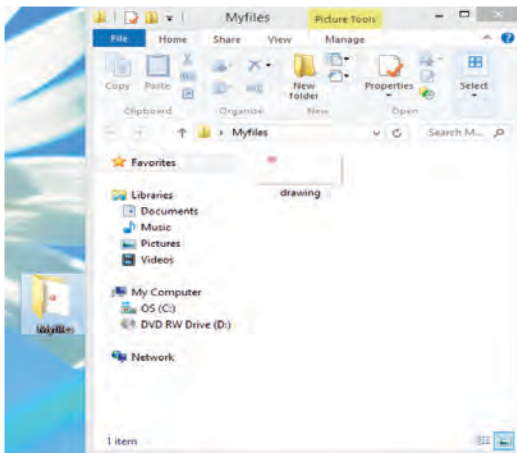 Myfiles
Picture Tools
File Home Share View Manage
Copy Paste
New folder
Properties
Select
Clipboard Organise New Open
Myfiles
Search M...
Favorites
drawing
Libraries
Documents
Music
Pictures
Videos
My Computer
OS (C:)
DVD RW Drive (D:)
Network
Myfiles
1 item